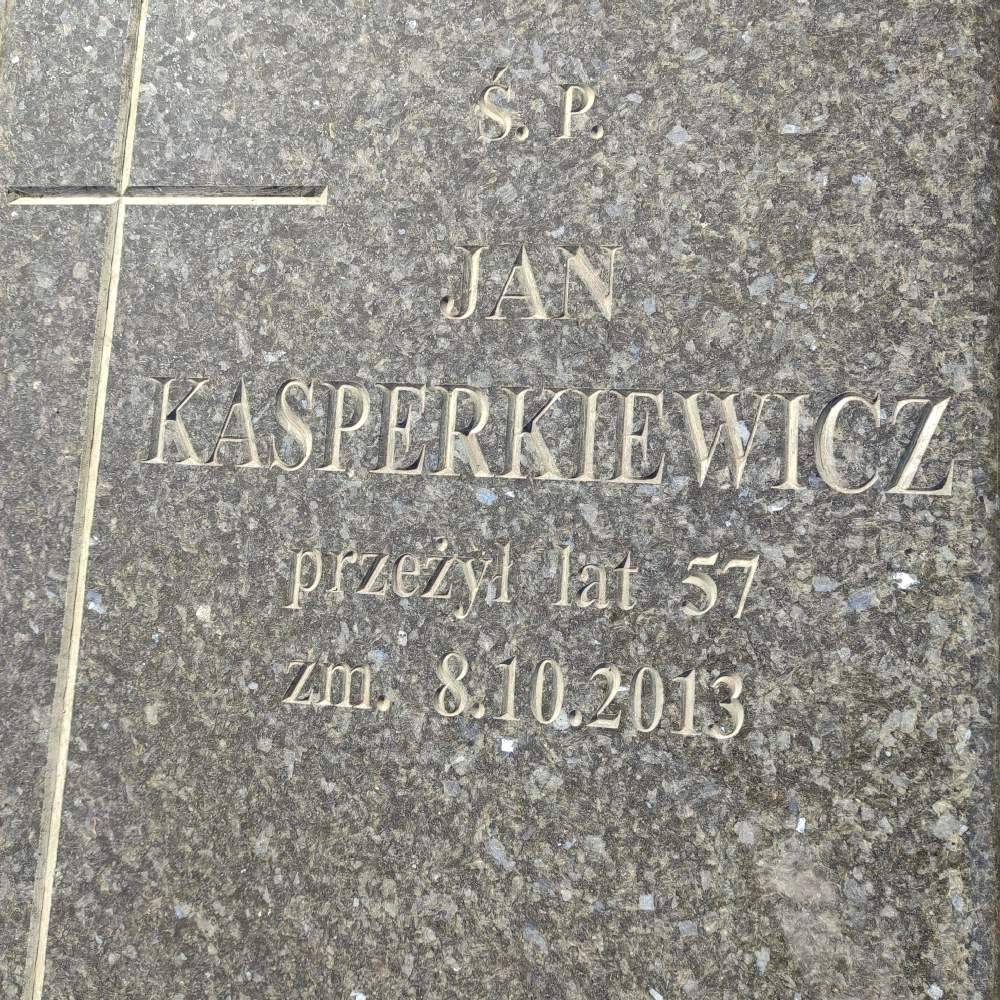 Ś. P.
JAN
KASPERKIEWICZ
przeżył lat 57
zm. 8.10.2013